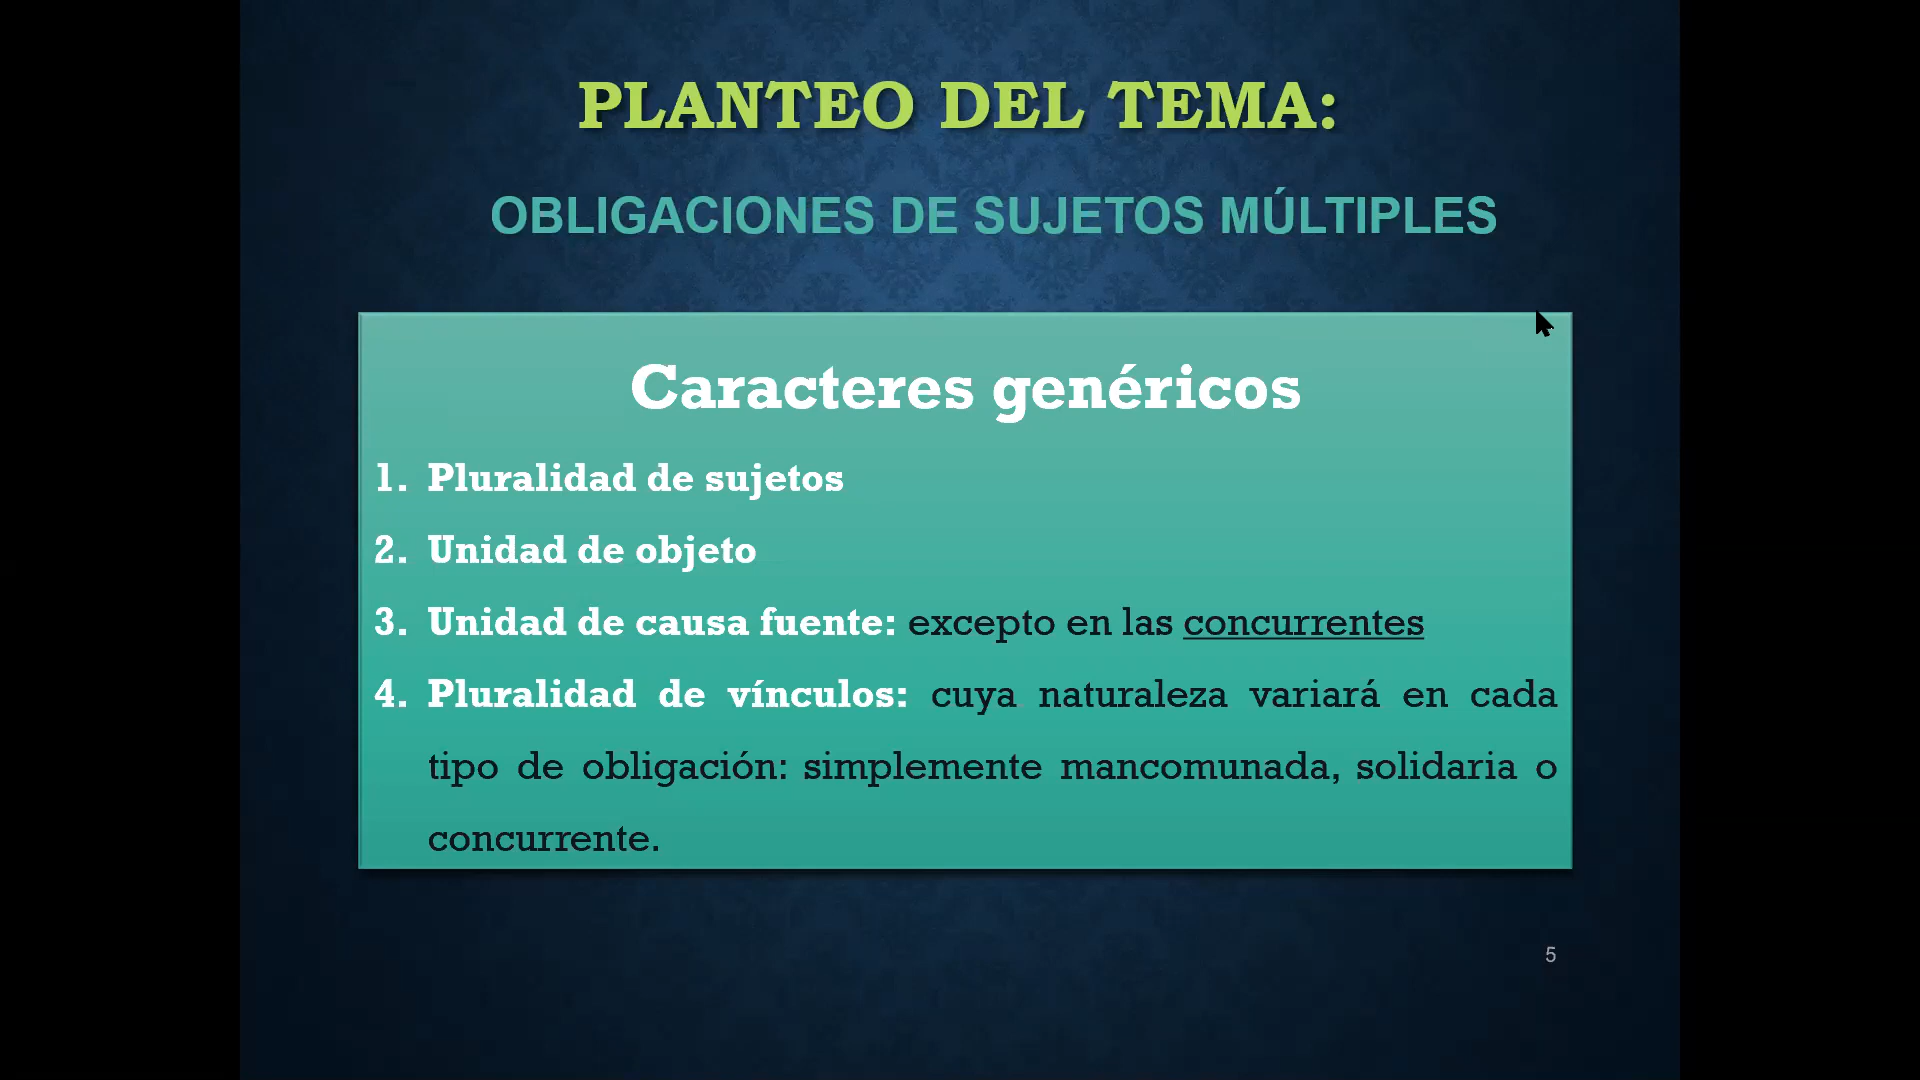 PLANTEO DEL TEMA:
OBLIGACIONES DE SUJETOS MÚLTIPLES
Caracteres genéricos
1. Pluralidad de sujetos
2. Unidad de objeto
3. Unidad de causa fuente: excepto en las concurrentes
4. Pluralidad de vínculos: cuya naturaleza variará en cada
tipo de obligación: simplemente mancomunada, solidaria o
concurrente.
5